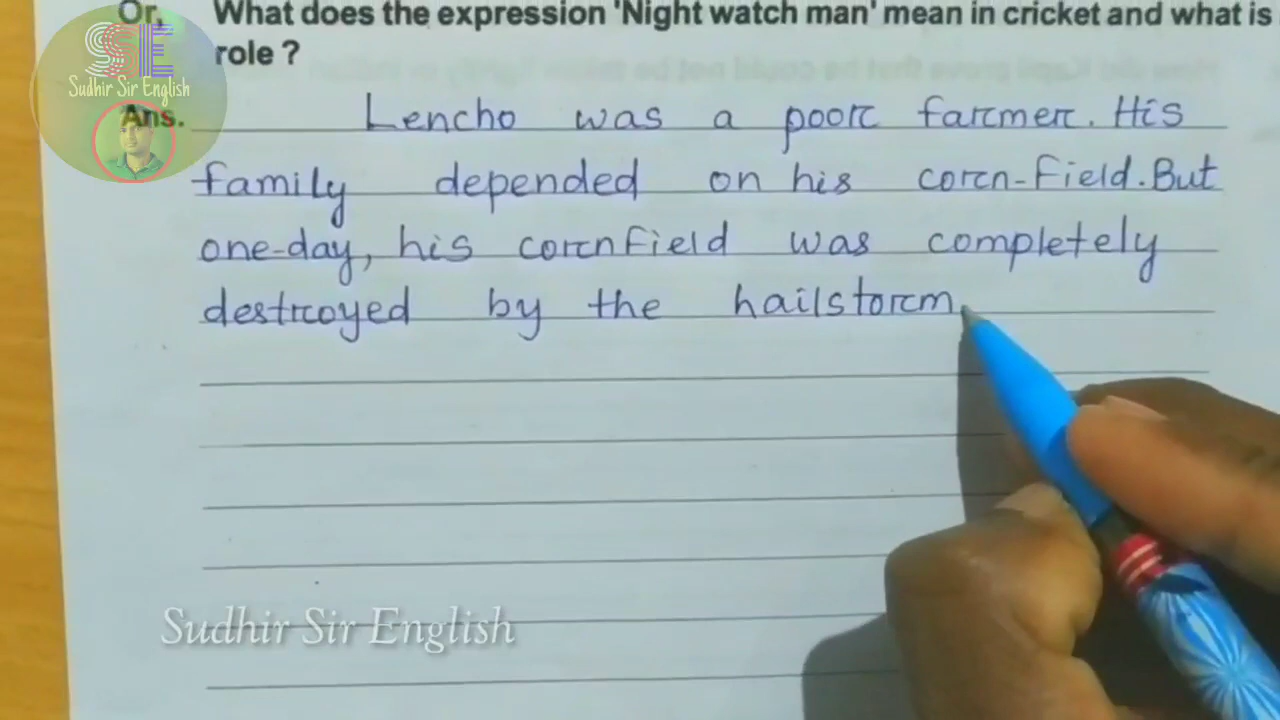 Or,
What does the expression 'Night watch man' mean in cricket and what is
role ?
SE
Sudhir Sir English
Ans.
Lencho was a poor farmer. His
family depended on his corn-field. But
one-day, his cornfield was completely
destroyed by the hailstorm.
Sudhir Sir English